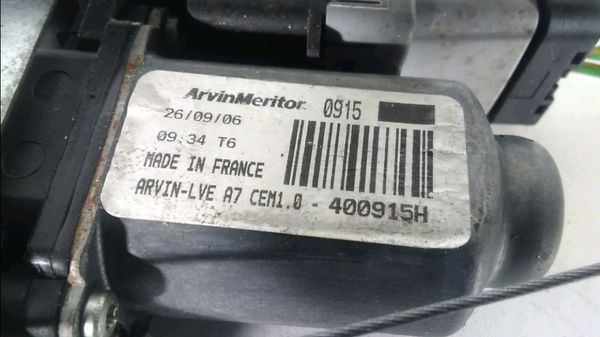 ArvinMeritor 0915
26/09/06
09:34 T6
MADE IN FRANCE
ARVIN-LVE A7 CEM1.0 - 400915H